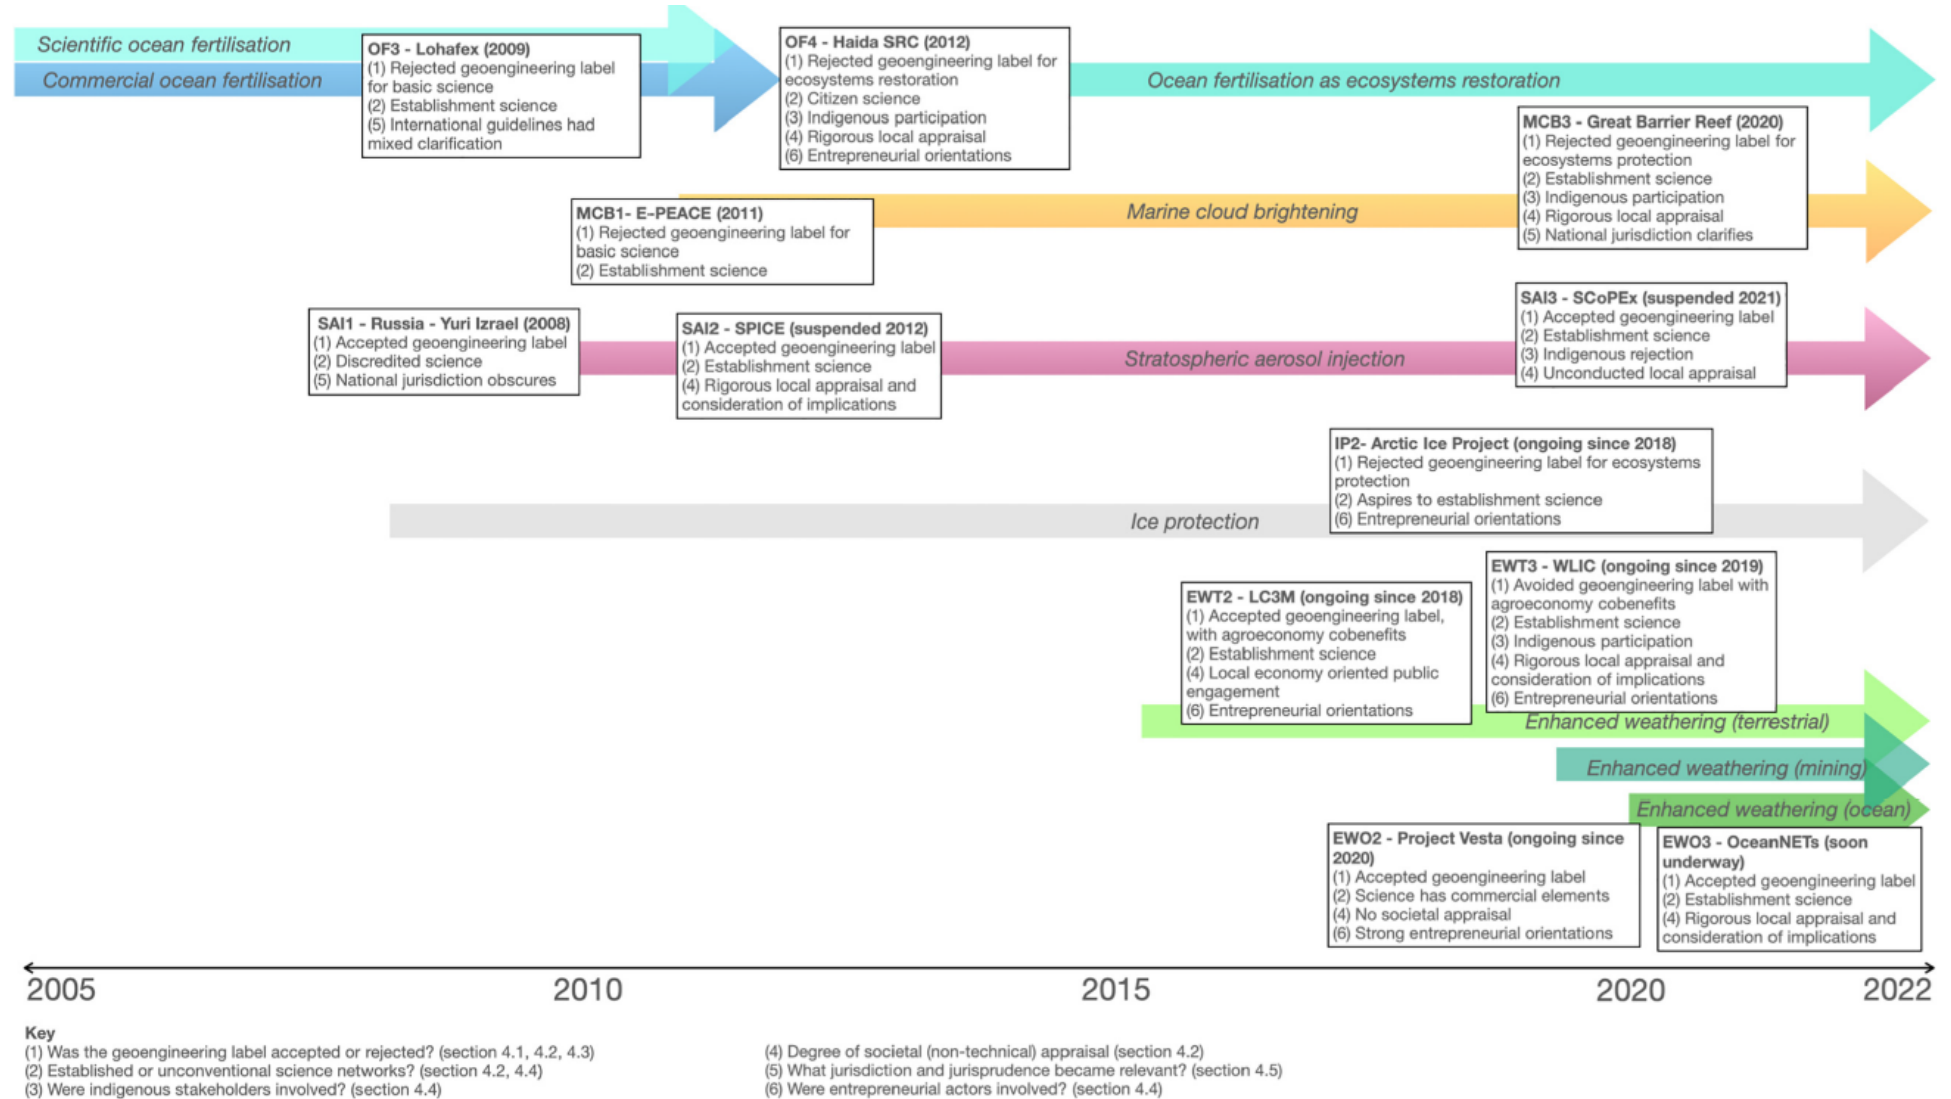 Scientific ocean fertilisation
Commercial ocean fertilisation
OF3 - Lohafex (2009)
(1) Rejected geoengineering label
for basic science
(2) Establishment science
(5) International guidelines had
mixed clarification
OF4 - Haida SRC (2012)
(1) Rejected geoengineering label for
ecosystems restoration
(2) Citizen science
(3) Indigenous participation
(4) Rigorous local appraisal
(6) Entrepreneurial orientations
Ocean fertilisation as ecosystems restoration
MCB3 - Great Barrier Reef (2020)
(1) Rejected geoengineering label for
ecosystems protection
(2) Establishment science
(3) Indigenous participation
(4) Rigorous local appraisal
(5) National jurisdiction clarifies
MCB1- E-PEACE (2011)
(1) Rejected geoengineering label for
basic science
(2) Establishment science
Marine cloud brightening
SAI1 - Russia - Yuri Izrael (2008)
(1) Accepted geoengineering label
(2) Discredited science
(5) National jurisdiction obscures
SAI2 - SPICE (suspended 2012)
(1) Accepted geoengineering label
(2) Establishment science
(4) Rigorous local appraisal and
consideration of implications
Stratospheric aerosol injection
SAI3 - SCoPEx (suspended 2021)
(1) Accepted geoengineering label
(2) Establishment science
(3) Indigenous rejection
(4) Unconducted local appraisal
IP2- Arctic Ice Project (ongoing since 2018)
(1) Rejected geoengineering label for ecosystems
protection
(2) Aspires to establishment science
(6) Entrepreneurial orientations
Ice protection
EWT2 - LC3M (ongoing since 2018)
(1) Accepted geoengineering label,
with agroeconomy cobenefits
(2) Establishment science
(4) Local economy oriented public
engagement
(6) Entrepreneurial orientations
EWT3 - WLIC (ongoing since 2019)
(1) Avoided geoengineering label with
agroeconomy cobenefits
(2) Establishment science
(3) Indigenous participation
(4) Rigorous local appraisal and
consideration of implications
(6) Entrepreneurial orientations
Enhanced weathering (terrestrial)
Enhanced weathering (mining)
Enhanced weathering (ocean)
EWO2 - Project Vesta (ongoing since
2020)
(1) Accepted geoengineering label
(2) Science has commercial elements
(4) No societal appraisal
(6) Strong entrepreneurial orientations
EWO3 - OceanNETs (soon
underway)
(1) Accepted geoengineering label
(2) Establishment science
(4) Rigorous local appraisal and
consideration of implications
2005
2010
2015
2020
2022
Key
(1) Was the geoengineering label accepted or rejected? (section 4.1, 4.2, 4.3)
(2) Established or unconventional science networks? (section 4.2, 4.4)
(3) Were indigenous stakeholders involved? (section 4.4)
(4) Degree of societal (non-technical) appraisal (section 4.2)
(5) What jurisdiction and jurisprudence became relevant? (section 4.5)
(6) Were entrepreneurial actors involved? (section 4.4)